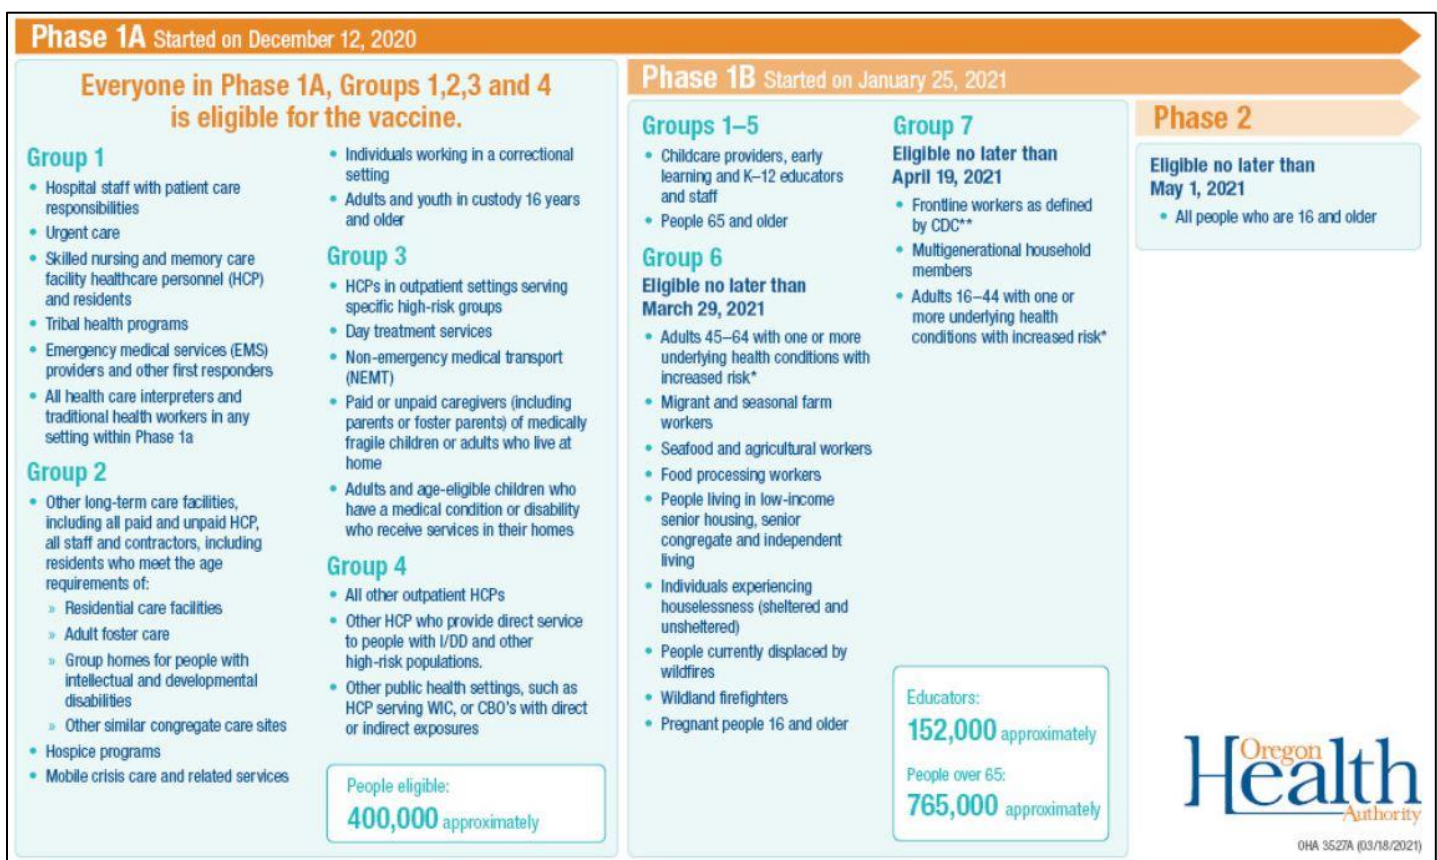 Phase 1A Started on December 12, 2020
Everyone in Phase 1A, Groups 1,2,3 and 4
is eligible for the vaccine.
Group 1
• Hospital staff with patient care
responsibilities
• Urgent care
• Skilled nursing and memory care
facility healthcare personnel (HCP)
and residents
• Tribal health programs
• Emergency medical services (EMS)
providers and other first responders
• All health care interpreters and
traditional health workers in any
setting within Phase 1a
Group 2
• Other long-term care facilities,
including all paid and unpaid HCP,
all staff and contractors, including
residents who meet the age
requirements of:
» Residential care facilities
» Adult foster care
» Group homes for people with
intellectual and developmental
disabilities
» Other similar congregate care sites
• Hospice programs
• Mobile crisis care and related services
• Individuals working in a correctional
setting
• Adults and youth in custody 16 years
and older
Group 3
• HCPs in outpatient settings serving
specific high-risk groups
• Day treatment services
• Non-emergency medical transport
(NEMT)
• Paid or unpaid caregivers (including
parents or foster parents) of medically
fragile children or adults who live at
home
• Adults and age-eligible children who
have a medical condition or disability
who receive services in their homes
Group 4
• All other outpatient HCPs
• Other HCP who provide direct service
to people with I/DD and other
high-risk populations.
• Other public health settings, such as
HCP serving WIC, or CBO's with direct
or indirect exposures
People eligible:
400,000 approximately
Phase 1B Started on January 25, 2021
Groups 1–5
• Childcare providers, early
learning and K–12 educators
and staff
• People 65 and older
Group 6
Eligible no later than
March 29, 2021
• Adults 45–64 with one or more
underlying health conditions with
increased risk*
• Migrant and seasonal farm
workers
• Seafood and agricultural workers
• Food processing workers
• People living in low-income
senior housing, senior
congregate and independent
living
• Individuals experiencing
houselessness (sheltered and
unsheltered)
• People currently displaced by
wildfires
• Wildland firefighters
• Pregnant people 16 and older
Group 7
Eligible no later than
April 19, 2021
• Frontline workers as defined
by CDC**
• Multigenerational household
members
• Adults 16–44 with one or
more underlying health
conditions with increased risk*
Educators:
152,000 approximately
People over 65:
765,000 approximately
Phase 2
Eligible no later than
May 1, 2021
• All people who are 16 and older
Oregon
Health
Authority
OHA 3527A (03/18/2021)